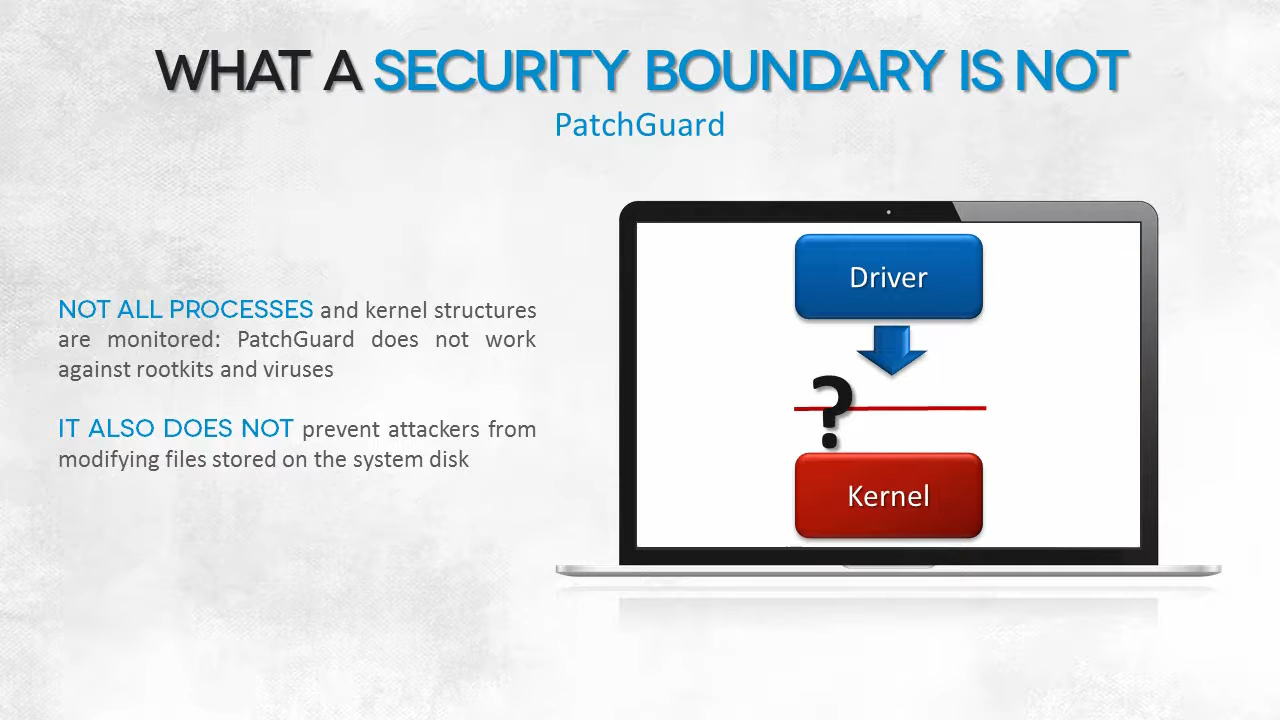 WHAT A SECURITY BOUNDARY IS NOT
PatchGuard
NOT ALL PROCESSES and kernel structures
are monitored: PatchGuard does not work
against rootkits and viruses
IT ALSO DOES NOT prevent attackers from
modifying files stored on the system disk
Driver
?
Kernel